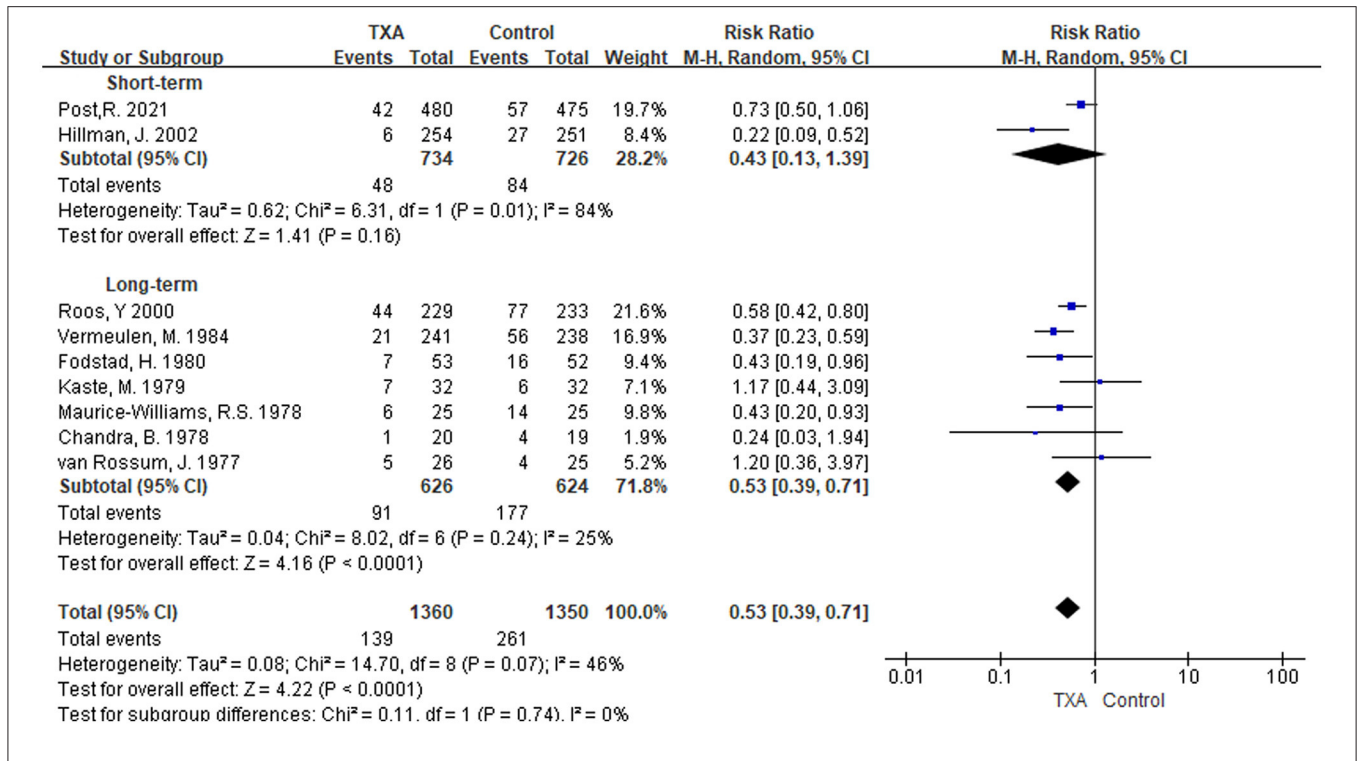 TXA Control Risk Ratio Risk Ratio
Study or Subgroup Events Total Events Total Weight M-H, Random, 95% CI M-H, Random, 95% CI
Short-term
Post,R. 2021 42 480 57 475 19.7% 0.73 [0.50, 1.06]
Hillman, J. 2002 6 254 27 251 8.4% 0.22 [0.09, 0.52]
Subtotal (95% CI) 734 726 28.2% 0.43 [0.13, 1.39]
Total events 48 84
Heterogeneity: Tau² = 0.62; Chi² = 6.31, df = 1 (P = 0.01); I² = 84%
Test for overall effect: Z = 1.41 (P = 0.16)
Long-term
Roos, Y 2000 44 229 77 233 21.6% 0.58 [0.42, 0.80]
Vermeulen, M. 1984 21 241 56 238 16.9% 0.37 [0.23, 0.59]
Fodstad, H. 1980 7 53 16 52 9.4% 0.43 [0.19, 0.96]
Kaste, M. 1979 7 32 6 32 7.1% 1.17 [0.44, 3.09]
Maurice-Williams, R.S. 1978 6 25 14 25 9.8% 0.43 [0.20, 0.93]
Chandra, B. 1978 1 20 4 19 1.9% 0.24 [0.03, 1.94]
van Rossum, J. 1977 5 26 4 25 5.2% 1.20 [0.36, 3.97]
Subtotal (95% CI) 626 624 71.8% 0.53 [0.39, 0.71]
Total events 91 177
Heterogeneity: Tau² = 0.04; Chi² = 8.02, df = 6 (P = 0.24); I² = 25%
Test for overall effect: Z = 4.16 (P < 0.0001)
Total (95% CI) 1360 1350 100.0% 0.53 [0.39, 0.71]
Total events 139 261
Heterogeneity: Tau² = 0.08; Chi² = 14.70, df = 8 (P = 0.07); I² = 46%
Test for overall effect: Z = 4.22 (P < 0.0001)
Test for subgroup differences: Chi² = 0.11, df = 1 (P = 0.74), I² = 0%
0.01 0.1 1 10 100
TXA Control